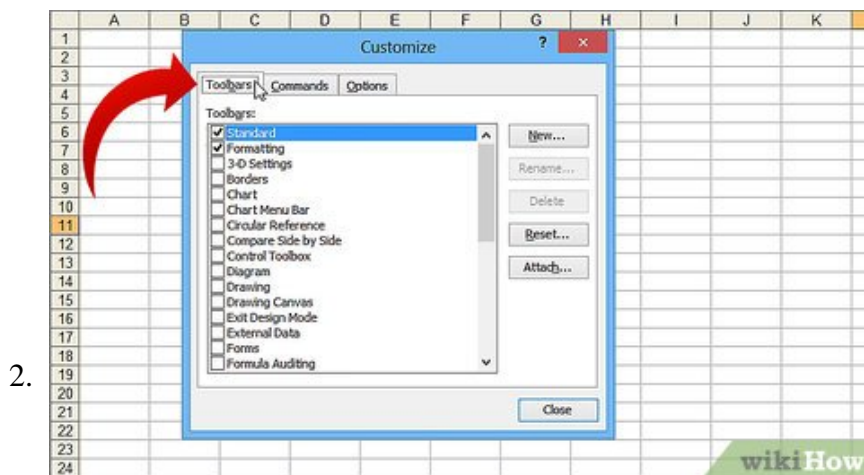 A B C D E F G H I J K
1
2
3
4
5
6
7
8
9
10
11
12
13
14
15
16
17
18
19
20
21
22
23
24
Customize ? ×
Toolbars Commands Options
Toolbars:
Standard
Formatting
3-D Settings
Borders
Chart
Chart Menu Bar
Circular Reference
Compare Side by Side
Control Toolbox
Diagram
Drawing
Drawing Canvas
Exit Design Mode
External Data
Forms
Formula Auditing
New...
Rename...
Delete
Reset...
Attach...
Close
2.
wikiHow